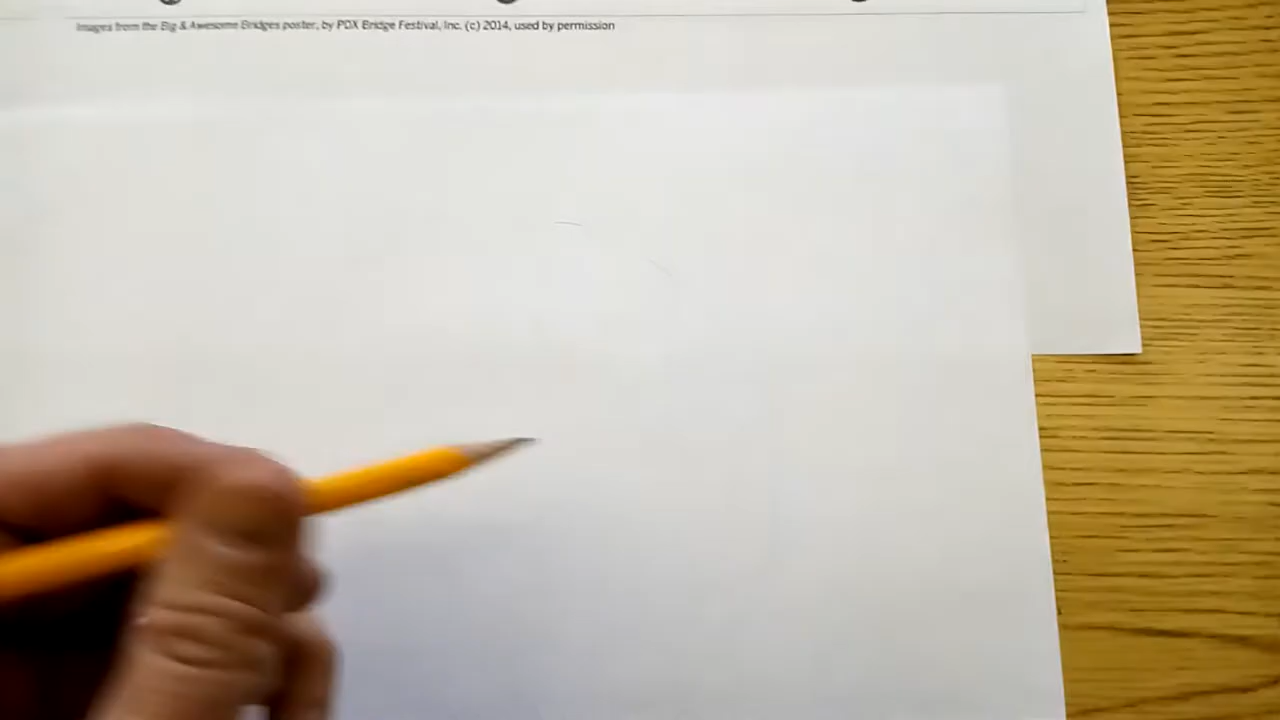 Images from the Big & Awesome Bridges poster, by PDX Bridge Festival, Inc. (c) 2014, used by permission